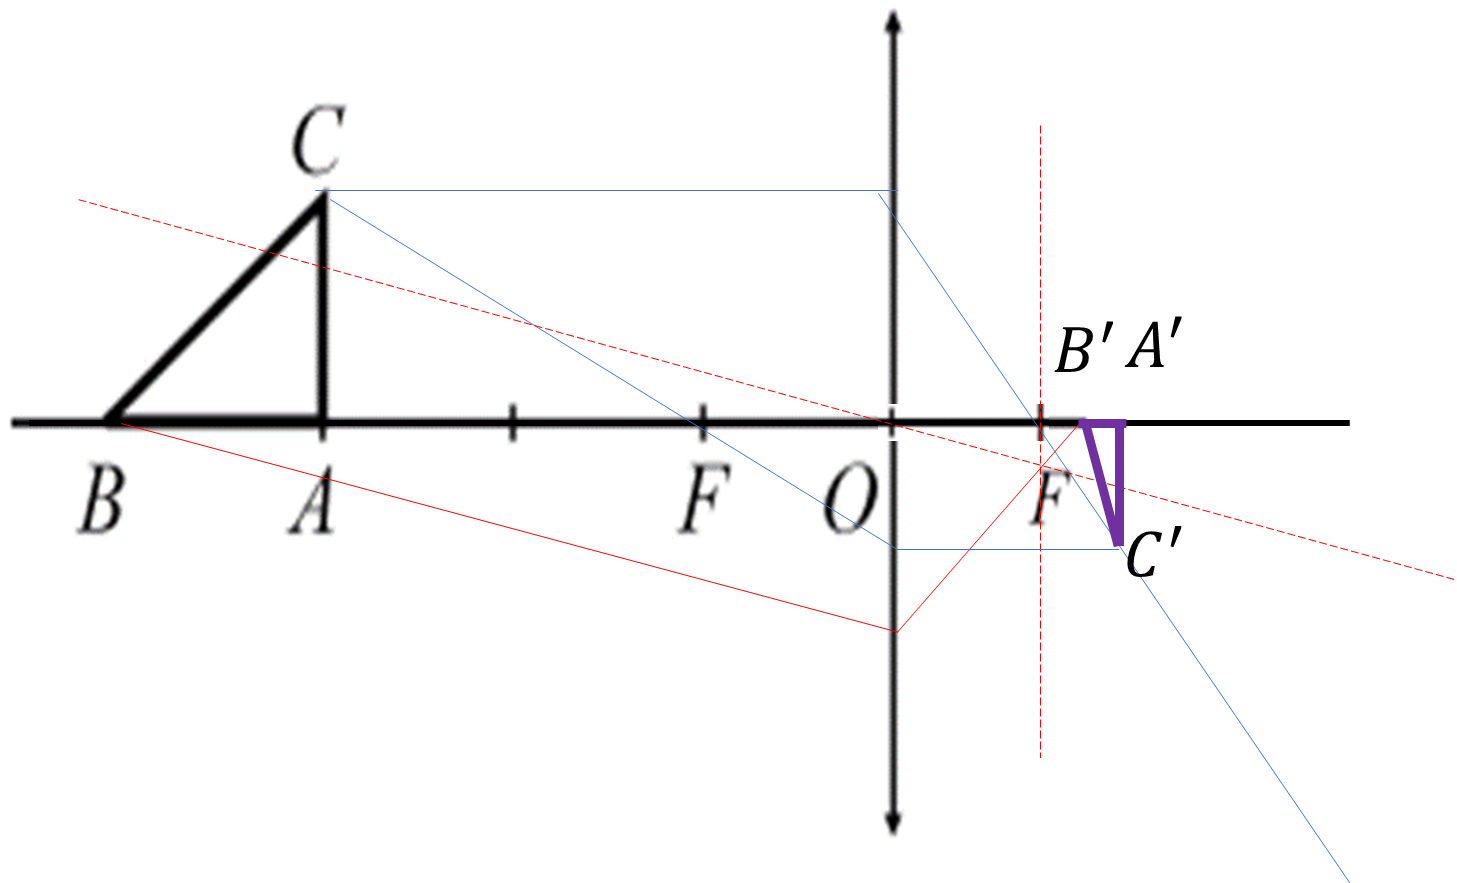 C
B′ A′
B A F O F
C′